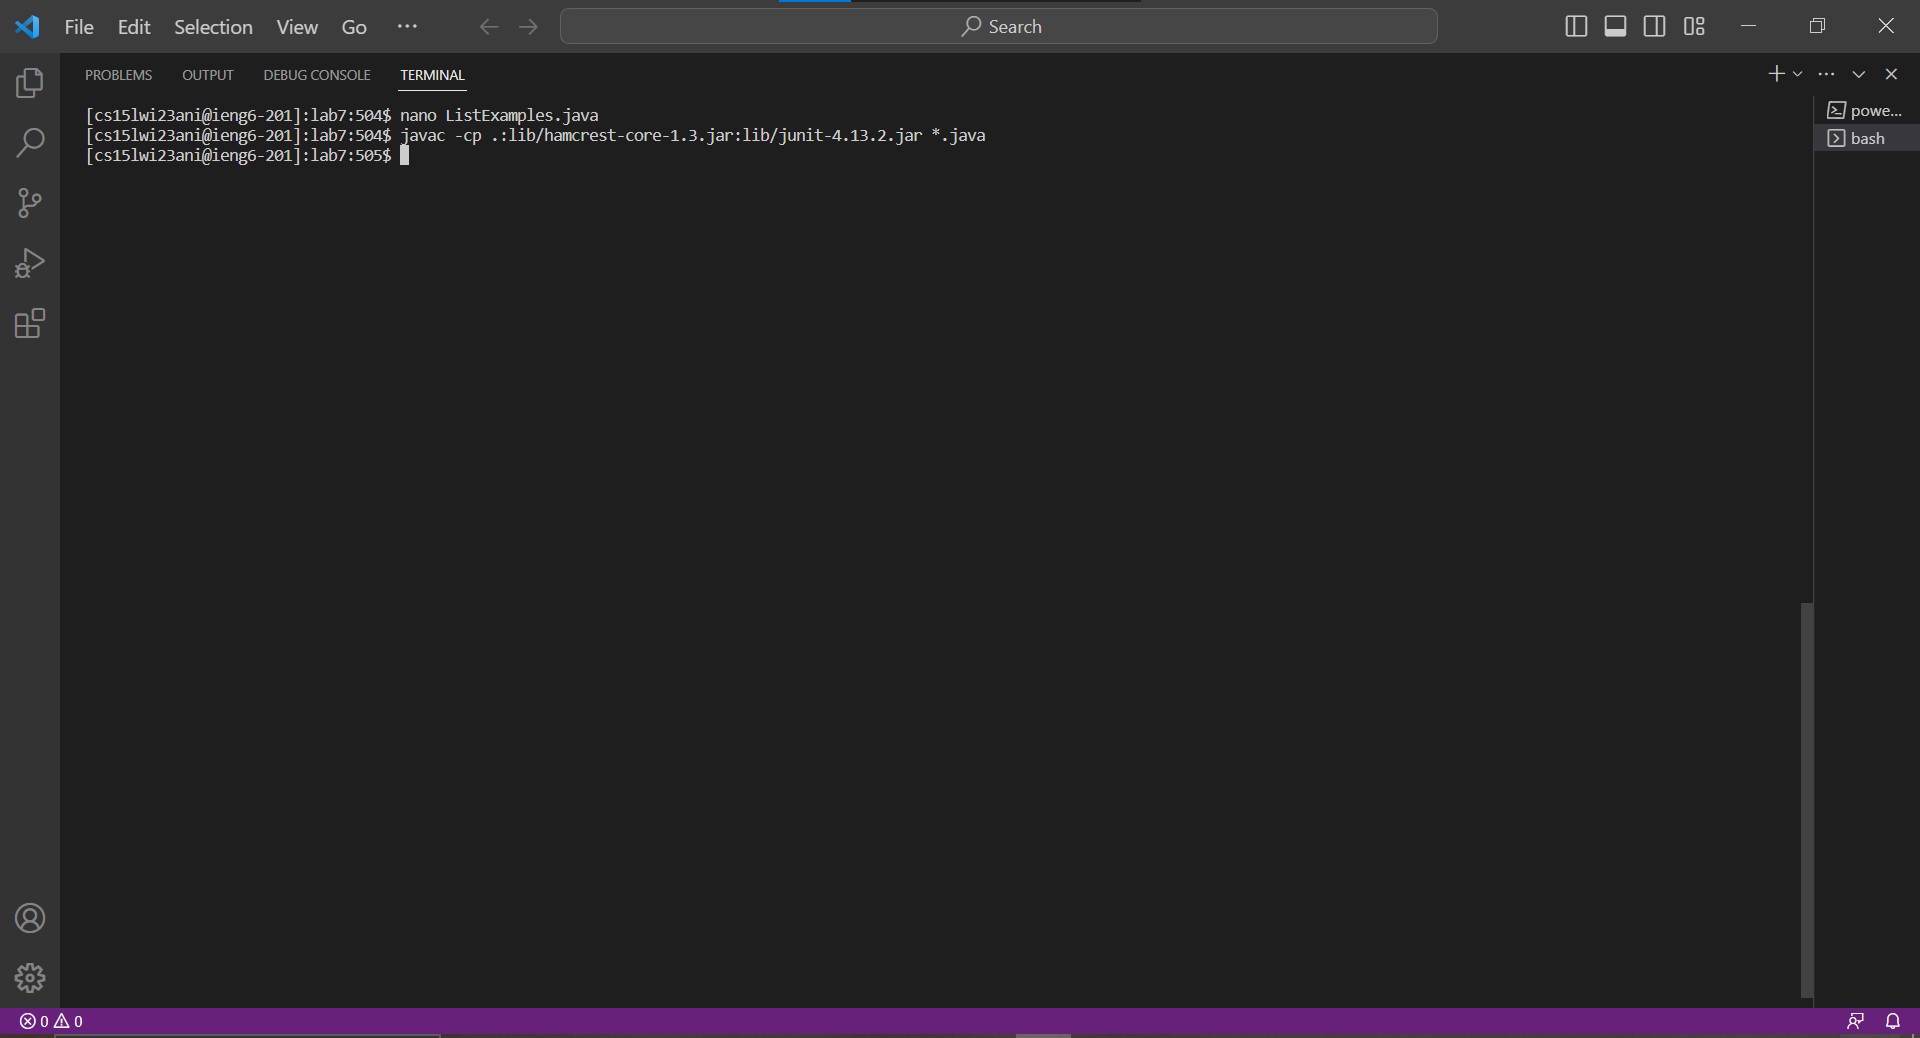 File Edit Selection View Go ··· Search
PROBLEMS OUTPUT DEBUG CONSOLE TERMINAL
[cs15lwi23ani@ieng6-201]:lab7:504$ nano ListExamples.java
[cs15lwi23ani@ieng6-201]:lab7:504$ javac -cp .:lib/hamcrest-core-1.3.jar:lib/junit-4.13.2.jar *.java
[cs15lwi23ani@ieng6-201]:lab7:505$
powe...
bash
0 0